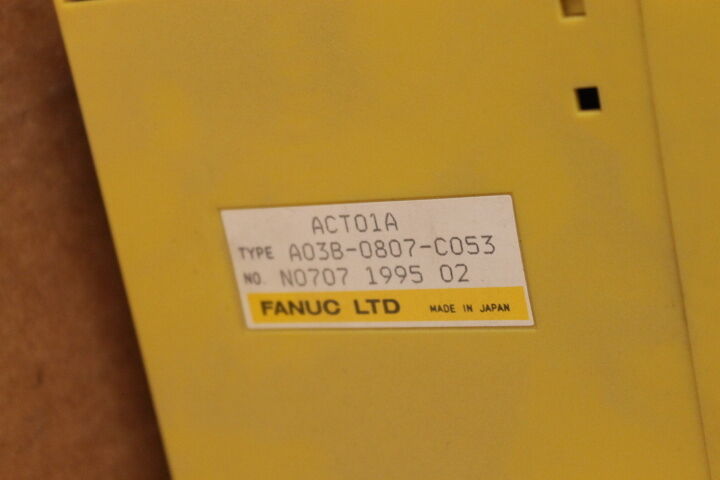 ACT01A
TYPE A03B-0807-C053
NO. N0707 1995 02
FANUC LTD MADE IN JAPAN